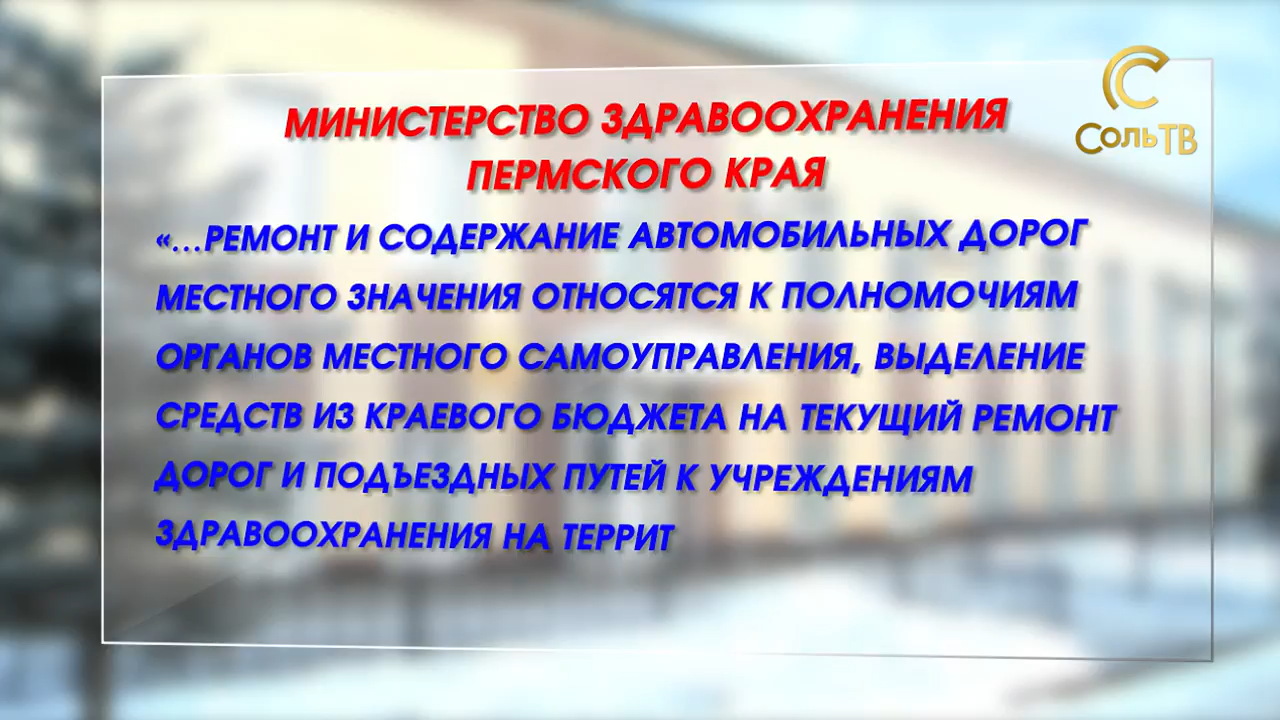 МИНИСТЕРСТВО ЗДРАВООХРАНЕНИЯ
ПЕРМСКОГО КРАЯ
«...РЕМОНТ И СОДЕРЖАНИЕ АВТОМОБИЛЬНЫХ ДОРОГ
МЕСТНОГО ЗНАЧЕНИЯ ОТНОСЯТСЯ К ПОЛНОМОЧИЯМ
ОРГАНОВ МЕСТНОГО САМОУПРАВЛЕНИЯ, ВЫДЕЛЕНИЕ
СРЕДСТВ ИЗ КРАЕВОГО БЮДЖЕТА НА ТЕКУЩИЙ РЕМОНТ
ДОРОГ И ПОДЪЕЗДНЫХ ПУТЕЙ К УЧРЕЖДЕНИЯМ
ЗДРАВООХРАНЕНИЯ НА ТЕРРИТ
СольТВ